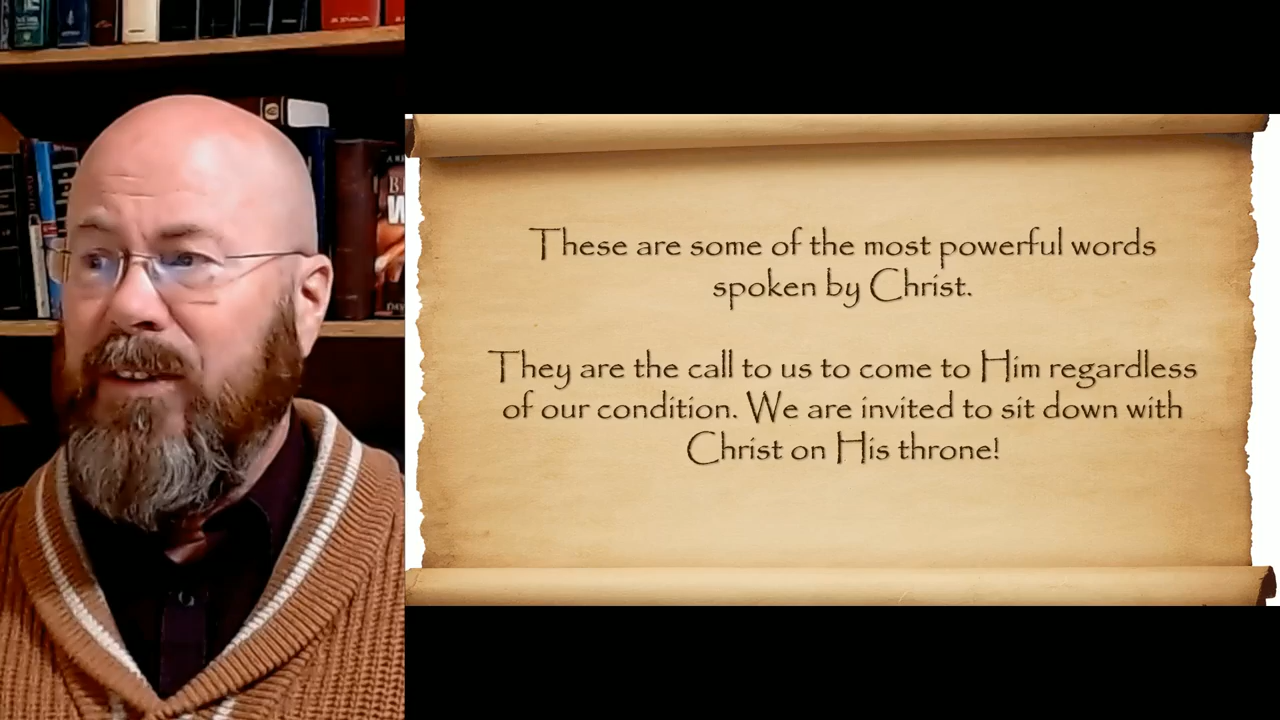 These are some of the most powerful words
spoken by Christ.
They are the call to us to come to Him regardless
of our condition. We are invited to sit down with
Christ on His throne!